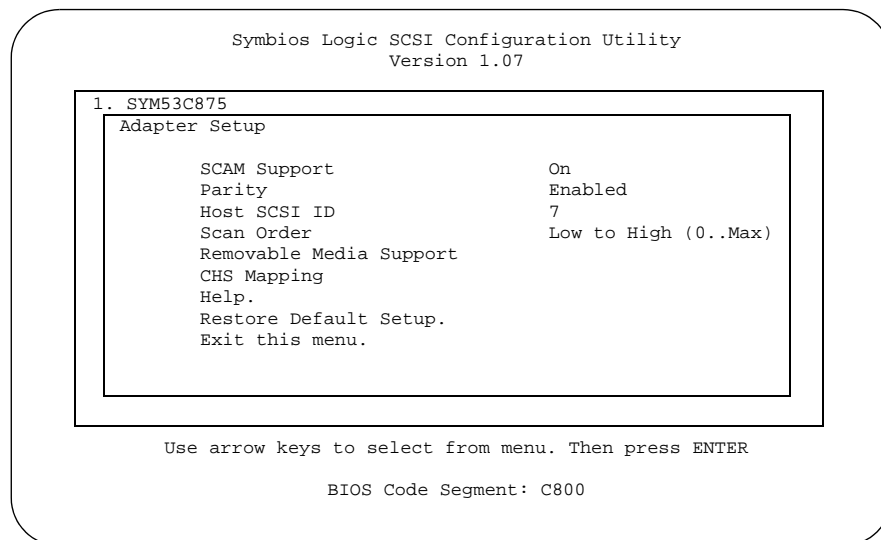 Symbios Logic SCSI Configuration Utility
Version 1.07
1. SYM53C875
Adapter Setup
SCAM Support On
Parity Enabled
Host SCSI ID 7
Scan Order Low to High (0..Max)
Removable Media Support
CHS Mapping
Help.
Restore Default Setup.
Exit this menu.
Use arrow keys to select from menu. Then press ENTER
BIOS Code Segment: C800